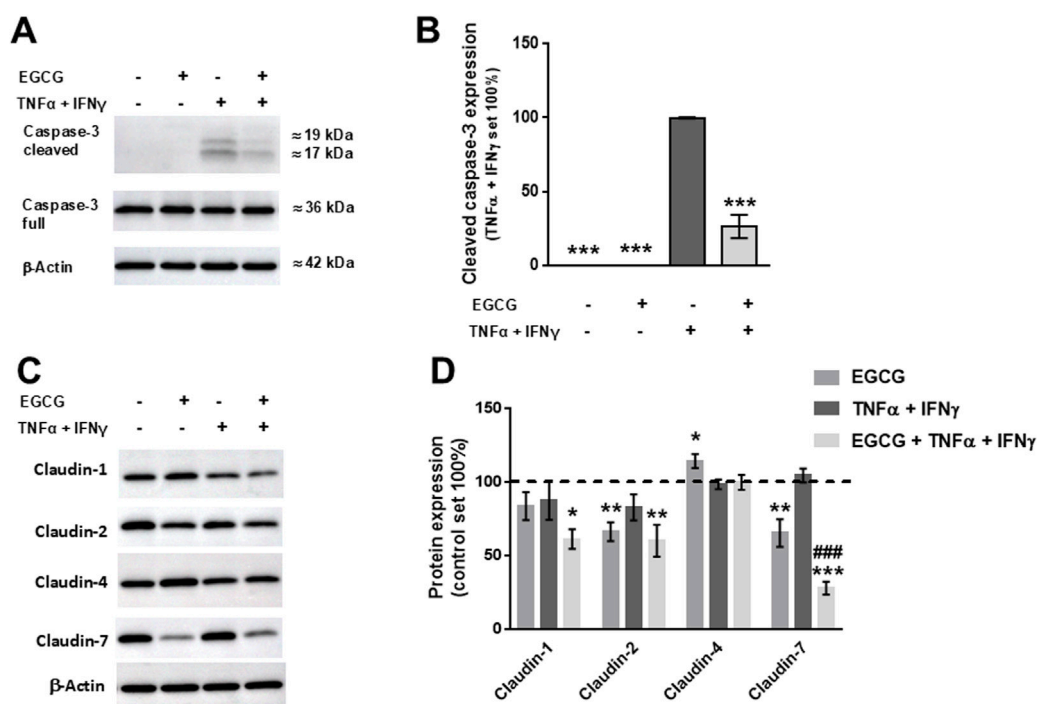 A
EGCG - + - +
TNFα + IFNγ - - + +
Caspase-3
cleaved
≈ 19 kDa
≈ 17 kDa
Caspase-3
full
≈ 36 kDa
β-Actin
≈ 42 kDa
B
Cleaved caspase-3 expression
(TNFα + IFNγ set 100%)
150
100
50
0
*** *** ***
EGCG - + - +
TNFα + IFNγ - - + +
C
EGCG - + - +
TNFα + IFNγ - - + +
Claudin-1
Claudin-2
Claudin-4
Claudin-7
β-Actin
D
EGCG
TNFα + IFNγ
EGCG + TNFα + IFNγ
Protein expression
(control set 100%)
150
100
50
0
* ** ** * ** ### ***
Claudin-1
Claudin-2
Claudin-4
Claudin-7